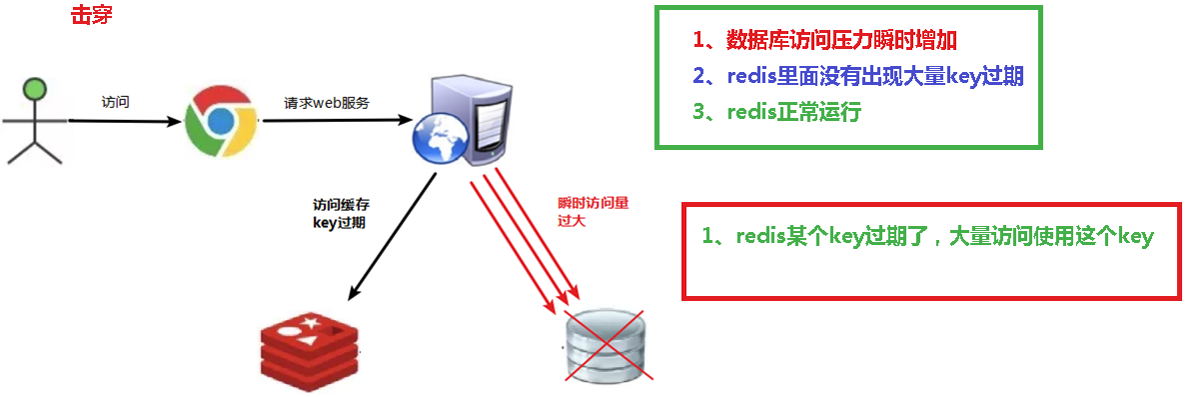 击穿
1、数据库访问压力瞬时增加
2、redis里面没有出现大量key过期
3、redis正常运行
访问
请求web服务
访问缓存
key过期
瞬时访问量
过大
1、redis某个key过期了，大量访问使用这个key